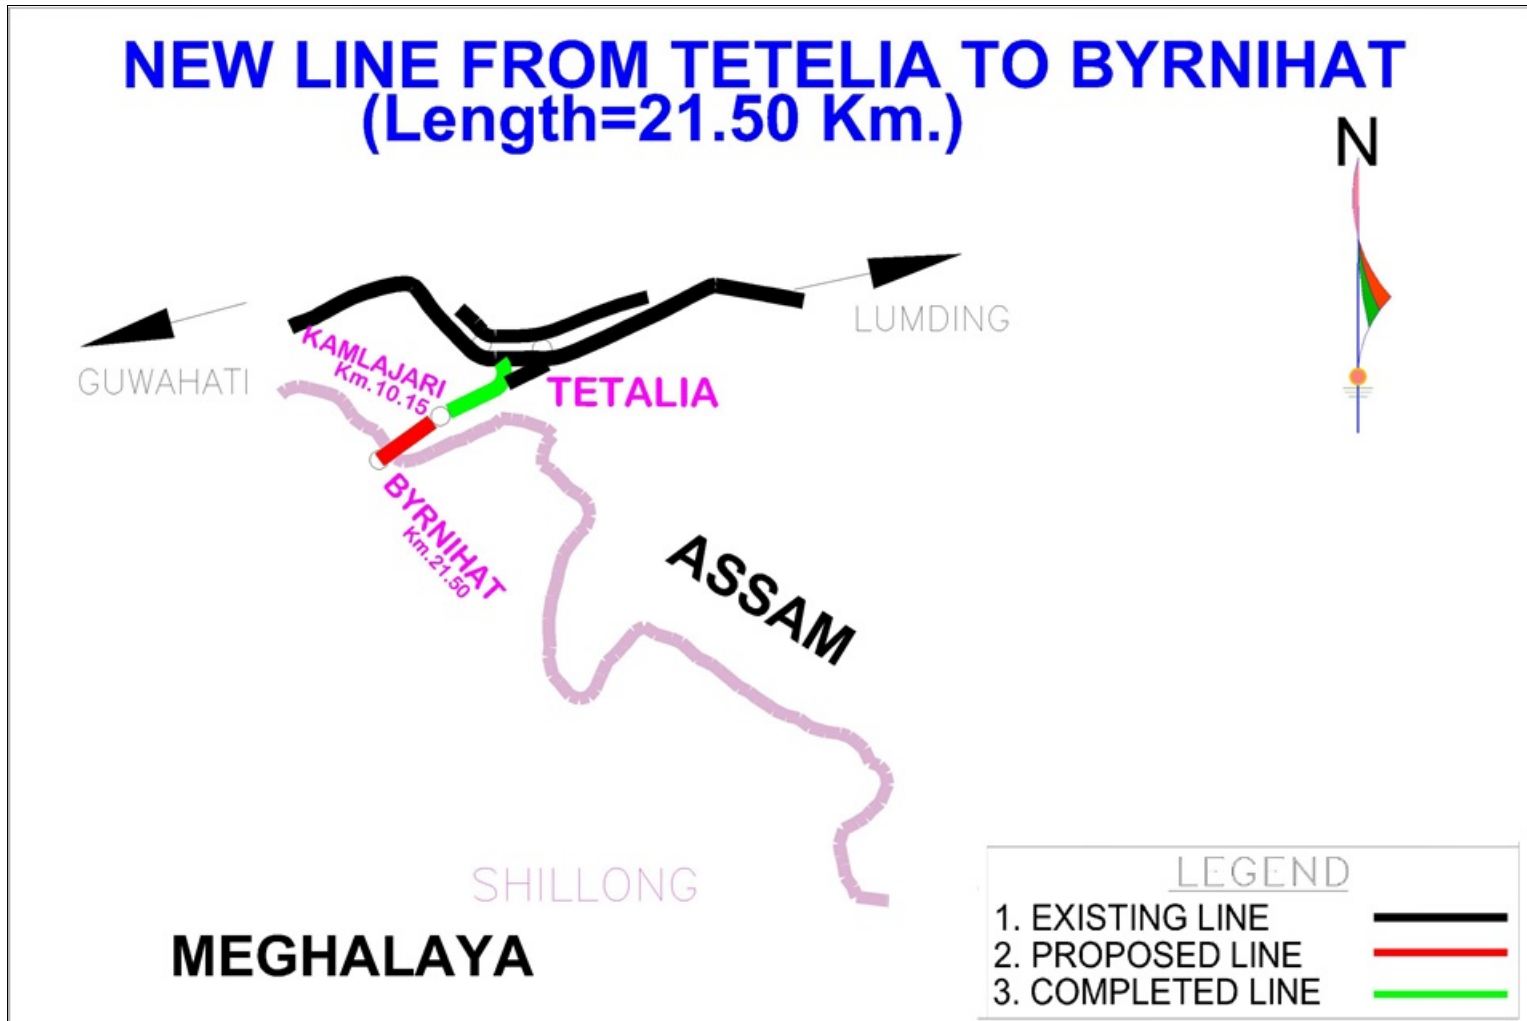 NEW LINE FROM TETELIA TO BYRNIHAT
(Length=21.50 Km.)
N
LUMDING
GUWAHATI
KAMLAJARI
Km.10.15
TETALIA
BYRNIHAT
Km.21.50
ASSAM
SHILLONG
MEGHALAYA
LEGEND
1. EXISTING LINE
2. PROPOSED LINE
3. COMPLETED LINE